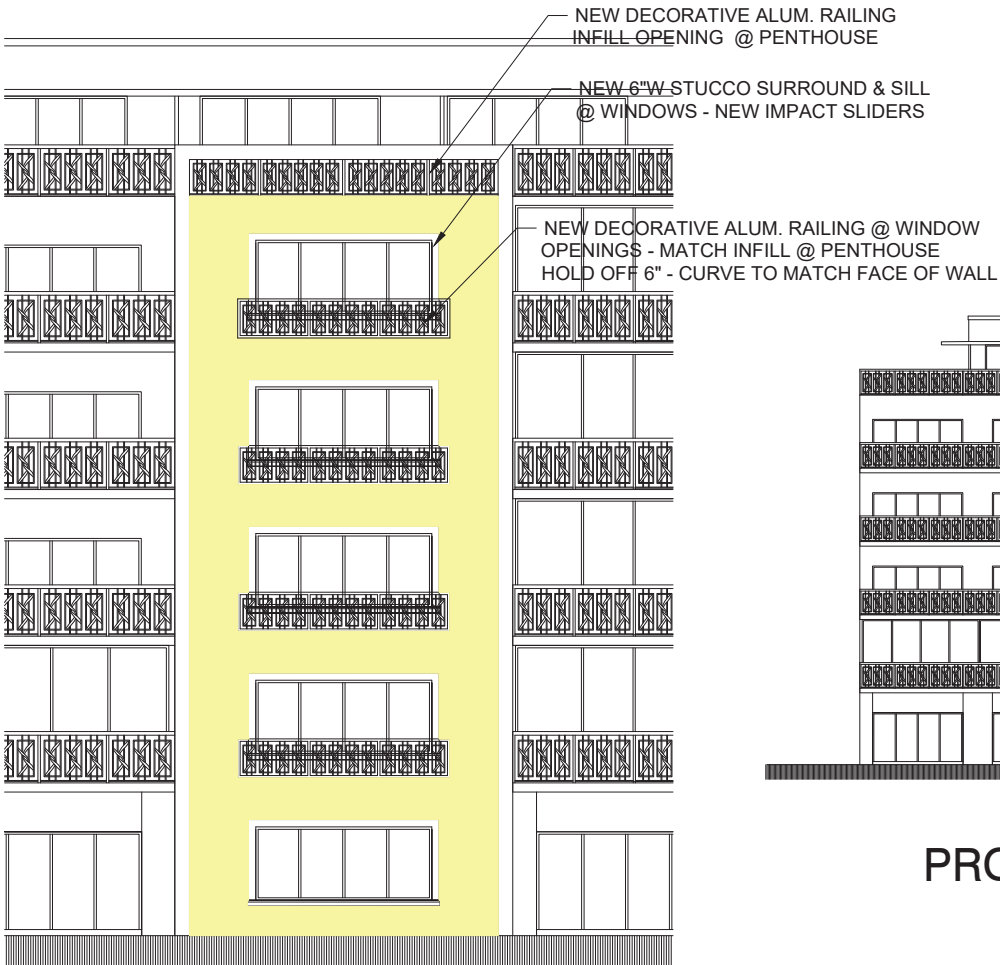 NEW DECORATIVE ALUM. RAILING
INFILL OPENING @ PENTHOUSE
NEW 6"W STUCCO SURROUND & SILL
@ WINDOWS - NEW IMPACT SLIDERS
NEW DECORATIVE ALUM. RAILING @ WINDOW
OPENINGS - MATCH INFILL @ PENTHOUSE
HOLD OFF 6" - CURVE TO MATCH FACE OF WALL
PRO